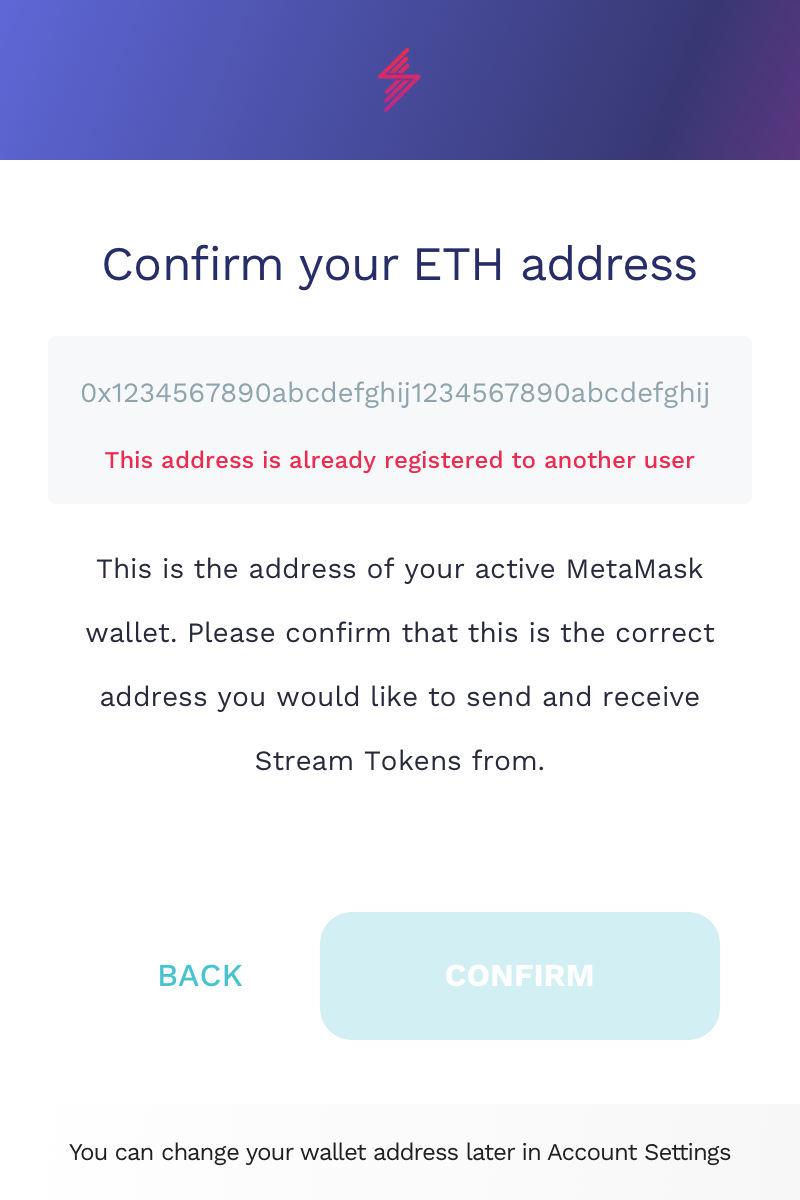 Confirm your ETH address
0x1234567890abcdefghij1234567890abcdefghij
This address is already registered to another user
This is the address of your active MetaMask
wallet. Please confirm that this is the correct
address you would like to send and receive
Stream Tokens from.
BACK
CONFIRM
You can change your wallet address later in Account Settings